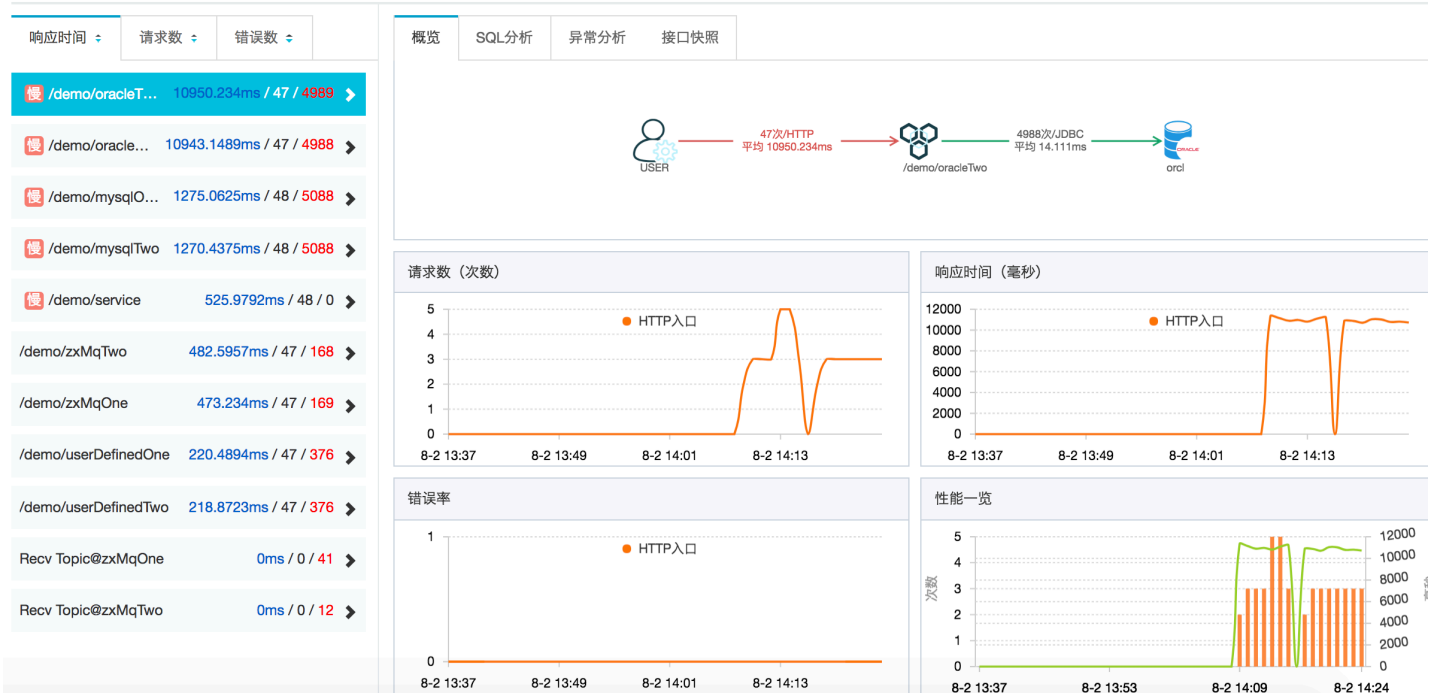 响应时间 请求数 错误数
慢 /demo/oracleT... 10950.234ms / 47 / 4989
慢 /demo/oracle... 10943.1489ms / 47 / 4988
慢 /demo/mysqlO... 1275.0625ms / 48 / 5088
慢 /demo/mysqlTwo 1270.4375ms / 48 / 5088
慢 /demo/service 525.9792ms / 48 / 0
/demo/zxMqTwo 482.5957ms / 47 / 168
/demo/zxMqOne 473.234ms / 47 / 169
/demo/userDefinedOne 220.4894ms / 47 / 376
/demo/userDefinedTwo 218.8723ms / 47 / 376
Recv Topic@zxMqOne 0ms / 0 / 41
Recv Topic@zxMqTwo 0ms / 0 / 12
概览 SQL分析 异常分析 接口快照
47次/HTTP
平均 10950.234ms
4988次/JDBC
平均 14.111ms
USER
/demo/oracleTwo
ORACLE
orcl
请求数（次数）
HTTP入口
5
4
3
2
1
0
8-2 13:37 8-2 13:49 8-2 14:01 8-2 14:13
响应时间（毫秒）
HTTP入口
12000
10000
8000
6000
4000
2000
0
8-2 13:37 8-2 13:49 8-2 14:01 8-2 14:13
错误率
HTTP入口
1
0
8-2 13:37 8-2 13:49 8-2 14:01 8-2 14:13
性能一览
次数
5
4
3
2
1
0
12000
10000
8000
6000
4000
2000
0
8-2 13:37 8-2 13:53 8-2 14:09 8-2 14:24